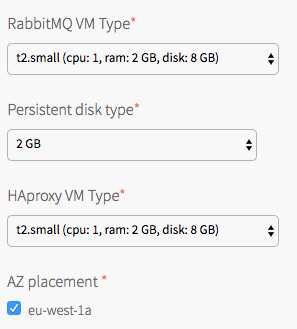 RabbitMQ VM Type*
t2.small (cpu: 1, ram: 2 GB, disk: 8 GB)
Persistent disk type*
2 GB
HAproxy VM Type*
t2.small (cpu: 1, ram: 2 GB, disk: 8 GB)
AZ placement *
eu-west-1a